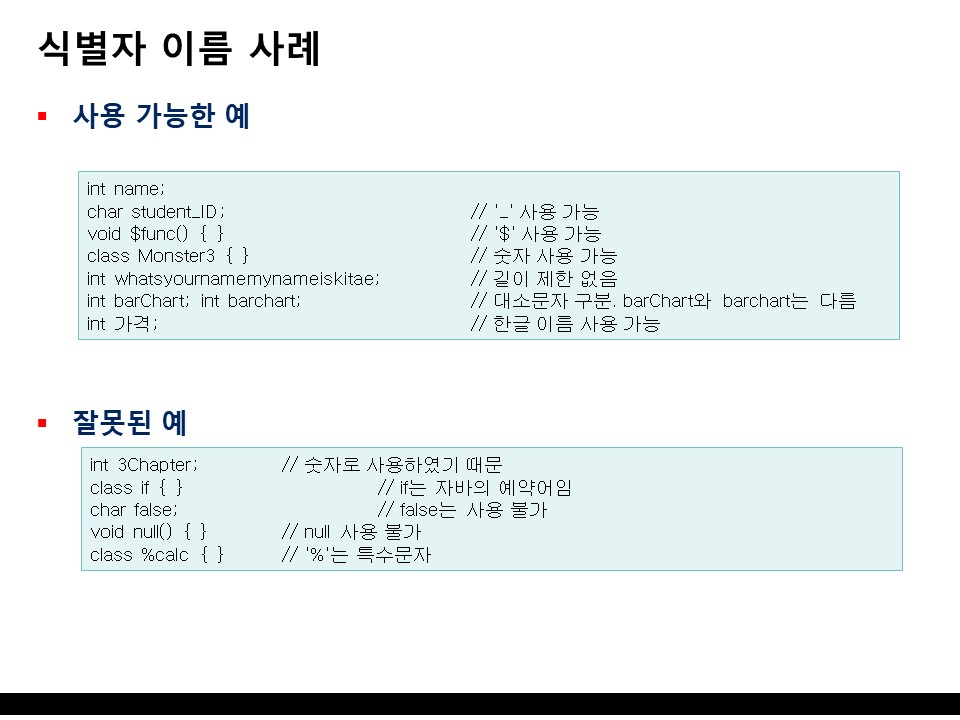 식별자 이름 사례
▪ 사용 가능한 예
int name;
char student_ID; // '_' 사용 가능
void $func() { } // '$' 사용 가능
class Monster3 { } // 숫자 사용 가능
int whatsyournamemynameiskitae; // 길이 제한 없음
int barChart; int barchart; // 대소문자 구분. barChart와 barchart는 다름
int 가격; // 한글 이름 사용 가능
▪ 잘못된 예
int 3Chapter; // 숫자로 사용하였기 때문
class if { } // if는 자바의 예약어임
char false; // false는 사용 불가
void null() { } // null 사용 불가
class %calc { } // '%'는 특수문자